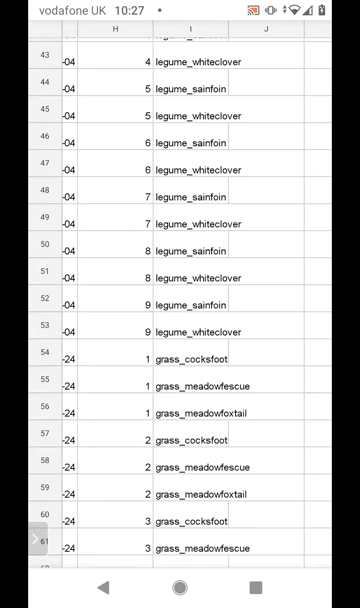 vodafone UK 10:27
H I J
43 -04 4 legume_whiteclover
44 -04 5 legume_sainfoin
45 -04 5 legume_whiteclover
46 -04 6 legume_sainfoin
47 -04 6 legume_whiteclover
48 -04 7 legume_sainfoin
49 -04 7 legume_whiteclover
50 -04 8 legume_sainfoin
51 -04 8 legume_whiteclover
52 -04 9 legume_sainfoin
53 -04 9 legume_whiteclover
54 -24 1 grass_cocksfoot
55 -24 1 grass_meadowfescue
56 -24 1 grass_meadowfoxtail
57 -24 2 grass_cocksfoot
58 -24 2 grass_meadowfescue
59 -24 2 grass_meadowfoxtail
60 -24 3 grass_cocksfoot
61 -24 3 grass_meadowfescue